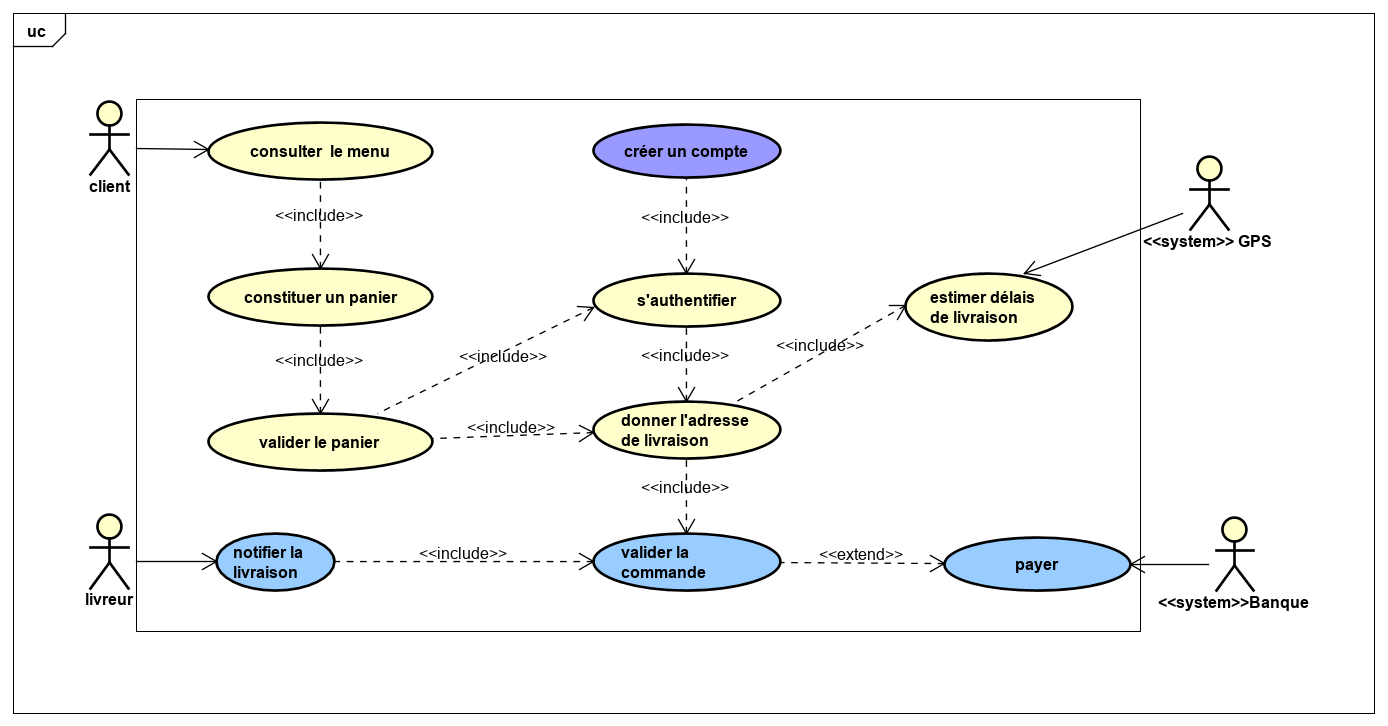 uc
consulter  le menu
créer un compte
client
<<include>>
<<include>>
<<system>> GPS
constituer un panier
s'authentifier
estimer délais
de livraison
<<include>>
<<include>>
<<include>>
<<include>>
valider le panier
<<include>>
donner l'adresse
de livraison
<<include>>
notifier la
livraison
<<include>>
valider la
commande
<<extend>>
payer
livreur
<<system>>Banque